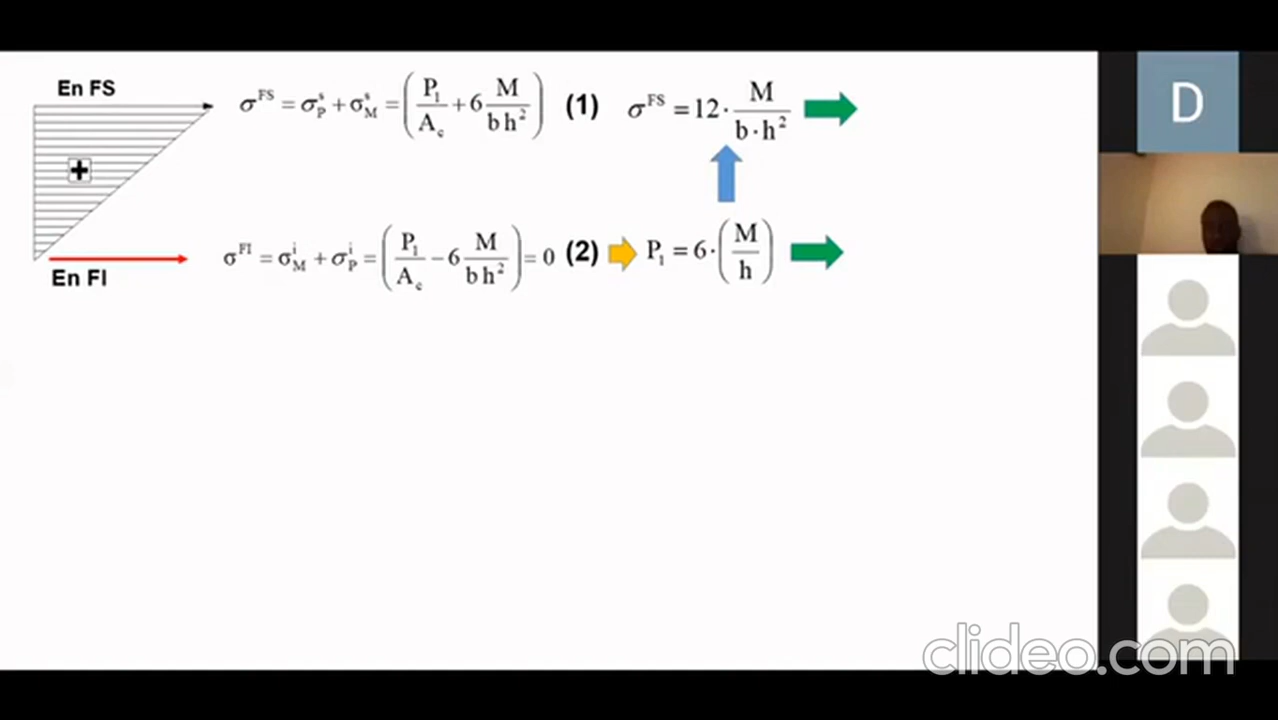 En FS
σ^FS = σ_P^s + σ_M^s = (P_1/A_c + 6 M/(b h^2)) (1) σ^FS = 12 · M/(b · h^2)
D
+
σ^FI = σ_M^i + σ_P^i = (P_1/A_c − 6 M/(b h^2)) = 0 (2) P_1 = 6 · (M/h)
En FI
clideo.com